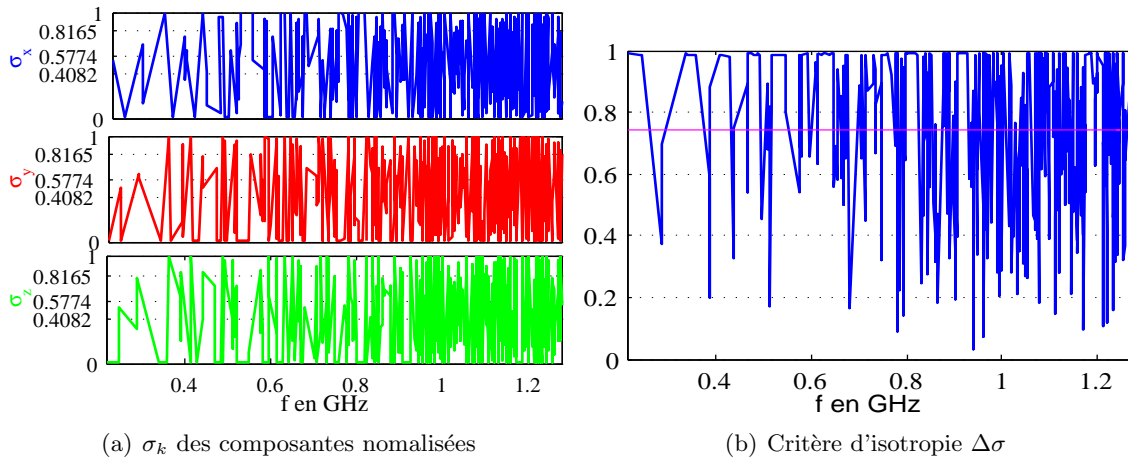 1
0.8165
0.5774
0.4082
0
σx
1
0.8165
0.5774
0.4082
0
σy
1
0.8165
0.5774
0.4082
0
σz
0.4 0.6 0.8 1 1.2
f en GHz
(a) σk des composantes nomalisées
1
0.8
0.6
0.4
0.2
0
0.4 0.6 0.8 1 1.2
f en GHz
(b) Critère d'isotropie Δσ